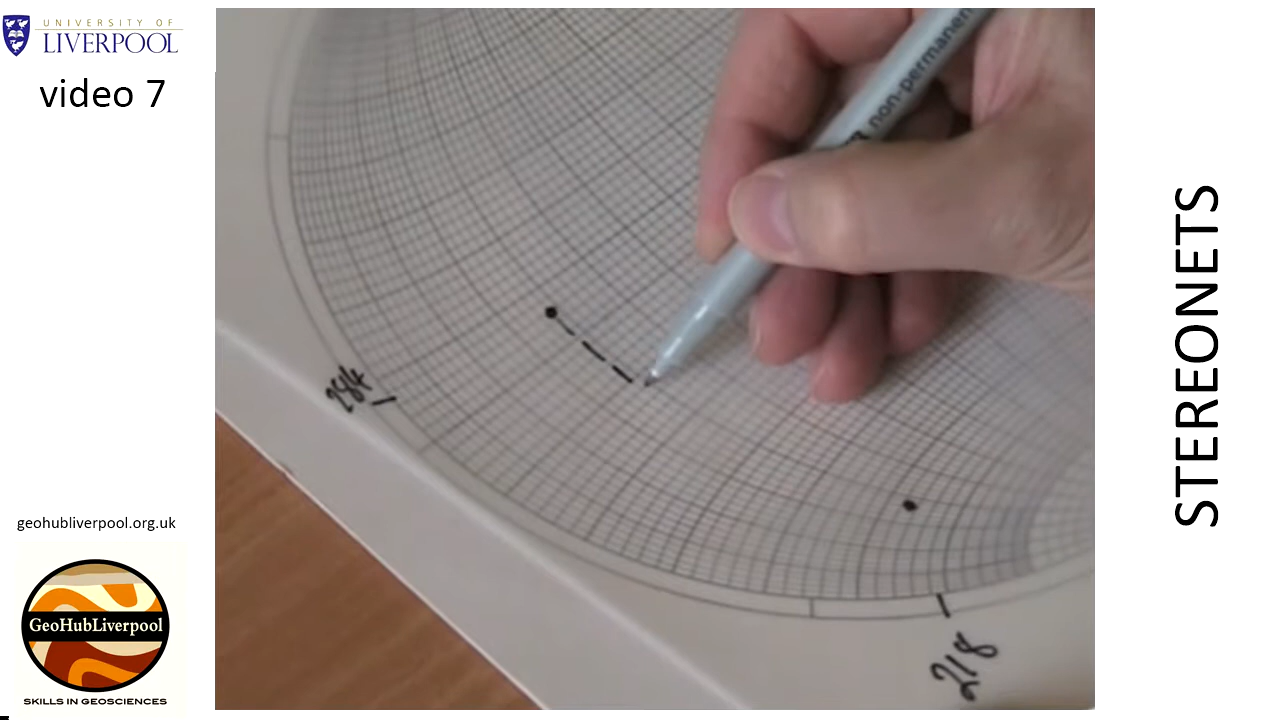 UNIVERSITY OF
LIVERPOOL
video 7
non-permanent
284
218
STEREONETS
geohubliverpool.org.uk
GeoHubLiverpool
SKILLS IN GEOSCIENCES